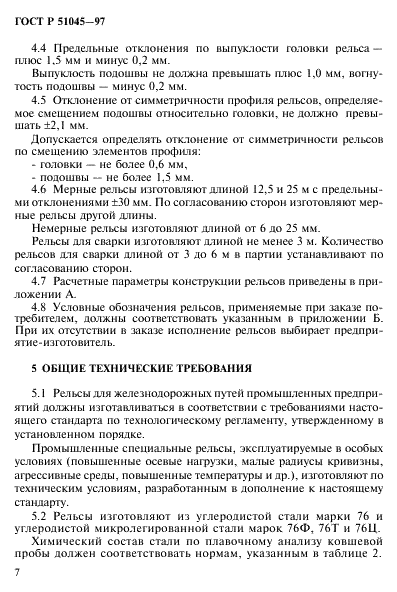 ГОСТ Р 51045—97
4.4 Предельные отклонения по выпуклости головки рельса —
плюс 1,5 мм и минус 0,2 мм.
Выпуклость подошвы не должна превышать плюс 1,0 мм, вогну-
тость подошвы — минус 0,2 мм.
4.5 Отклонение от симметричности профиля рельсов, определяе-
мое смещением подошвы относительно головки, не должно превы-
шать ±2,1 мм.
Допускается определять отклонение от симметричности рельсов
по смещению элементов профиля:
- головки — не более 0,6 мм,
- подошвы — не более 1,5 мм.
4.6 Мерные рельсы изготовляют длиной 12,5 и 25 м с предельны-
ми отклонениями ±30 мм. По согласованию сторон изготовляют мер-
ные рельсы другой длины.
Немерные рельсы изготовляют длиной от 6 до 25 мм.
Рельсы для сварки изготовляют длиной не менее 3 м. Количество
рельсов для сварки длиной от 3 до 6 м в партии устанавливают по
согласованию сторон.
4.7 Расчетные параметры конструкции рельсов приведены в при-
ложении А.
4.8 Условные обозначения рельсов, применяемые при заказе по-
требителем, должны соответствовать указанным в приложении Б.
При их отсутствии в заказе исполнение рельсов выбирает предпри-
ятие-изготовитель.
5 ОБЩИЕ ТЕХНИЧЕСКИЕ ТРЕБОВАНИЯ
5.1 Рельсы для железнодорожных путей промышленных предпри-
ятий должны изготавливаться в соответствии с требованиями насто-
ящего стандарта по технологическому регламенту, утвержденному в
установленном порядке.
Промышленные специальные рельсы, эксплуатируемые в особых
условиях (повышенные осевые нагрузки, малые радиусы кривизны,
агрессивные среды, повышенные температуры и др.), изготовляют по
техническим условиям, разработанным в дополнение к настоящему
стандарту.
5.2 Рельсы изготовляют из углеродистой стали марки 76 и
углеродистой микролегированной стали марок 76Ф, 76Т и 76Ц.
Химический состав стали по плавочному анализу ковшевой
пробы должен соответствовать нормам, указанным в таблице 2.
7